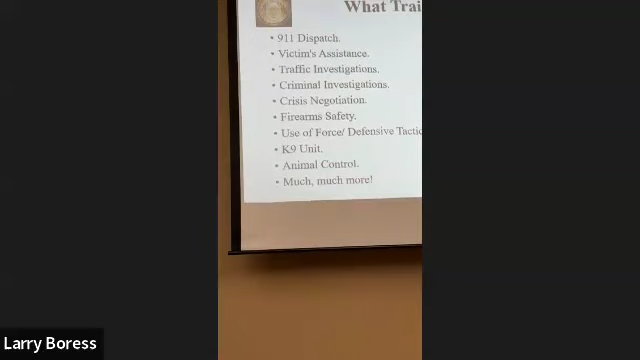 What Trai
• 911 Dispatch.
• Victim's Assistance.
• Traffic Investigations.
• Criminal Investigations.
• Crisis Negotiation.
• Firearms Safety.
• Use of Force/ Defensive Tactic
• K9 Unit.
• Animal Control.
• Much, much more!
Larry Boress